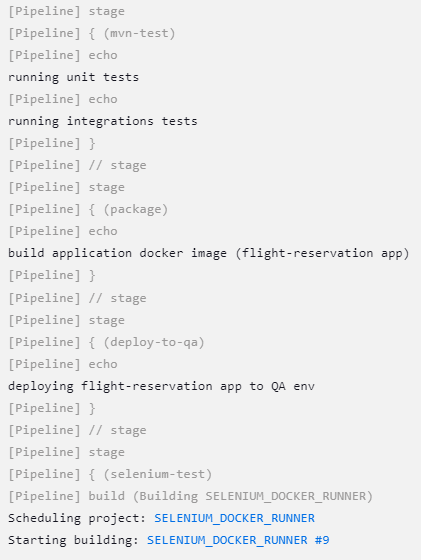 [Pipeline] stage
[Pipeline] { (mvn-test)
[Pipeline] echo
running unit tests
[Pipeline] echo
running integrations tests
[Pipeline] }
[Pipeline] // stage
[Pipeline] stage
[Pipeline] { (package)
[Pipeline] echo
build application docker image (flight-reservation app)
[Pipeline] }
[Pipeline] // stage
[Pipeline] stage
[Pipeline] { (deploy-to-qa)
[Pipeline] echo
deploying flight-reservation app to QA env
[Pipeline] }
[Pipeline] // stage
[Pipeline] stage
[Pipeline] { (selenium-test)
[Pipeline] build (Building SELENIUM_DOCKER_RUNNER)
Scheduling project: SELENIUM_DOCKER_RUNNER
Starting building: SELENIUM_DOCKER_RUNNER #9